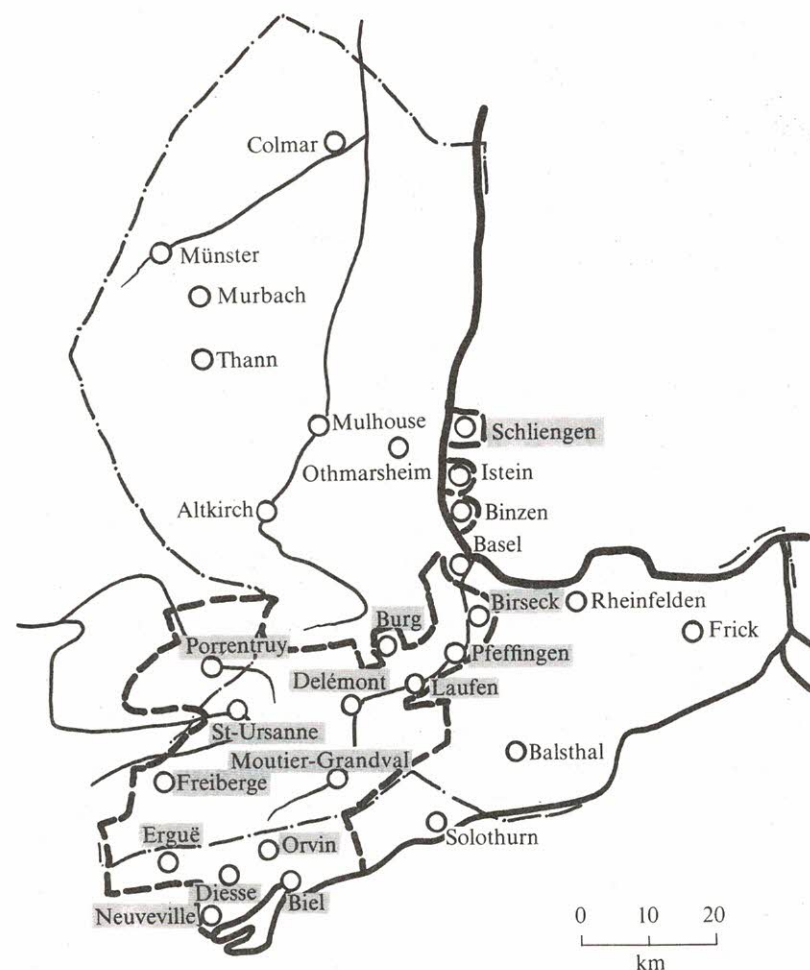 Colmar
Münster
Murbach
Thann
Mulhouse
Schliengen
Othmarsheim
Istein
Altkirch
Binzen
Basel
Burg
Birseck
Rheinfelden
Frick
Porrentruy
Pfeffingen
Delémont
Laufen
St-Ursanne
Moutier-Grandval
Balsthal
Freiberge
Solothurn
Erguë
Orvin
Diesse
Biel
Neuveville
0 10 20
km